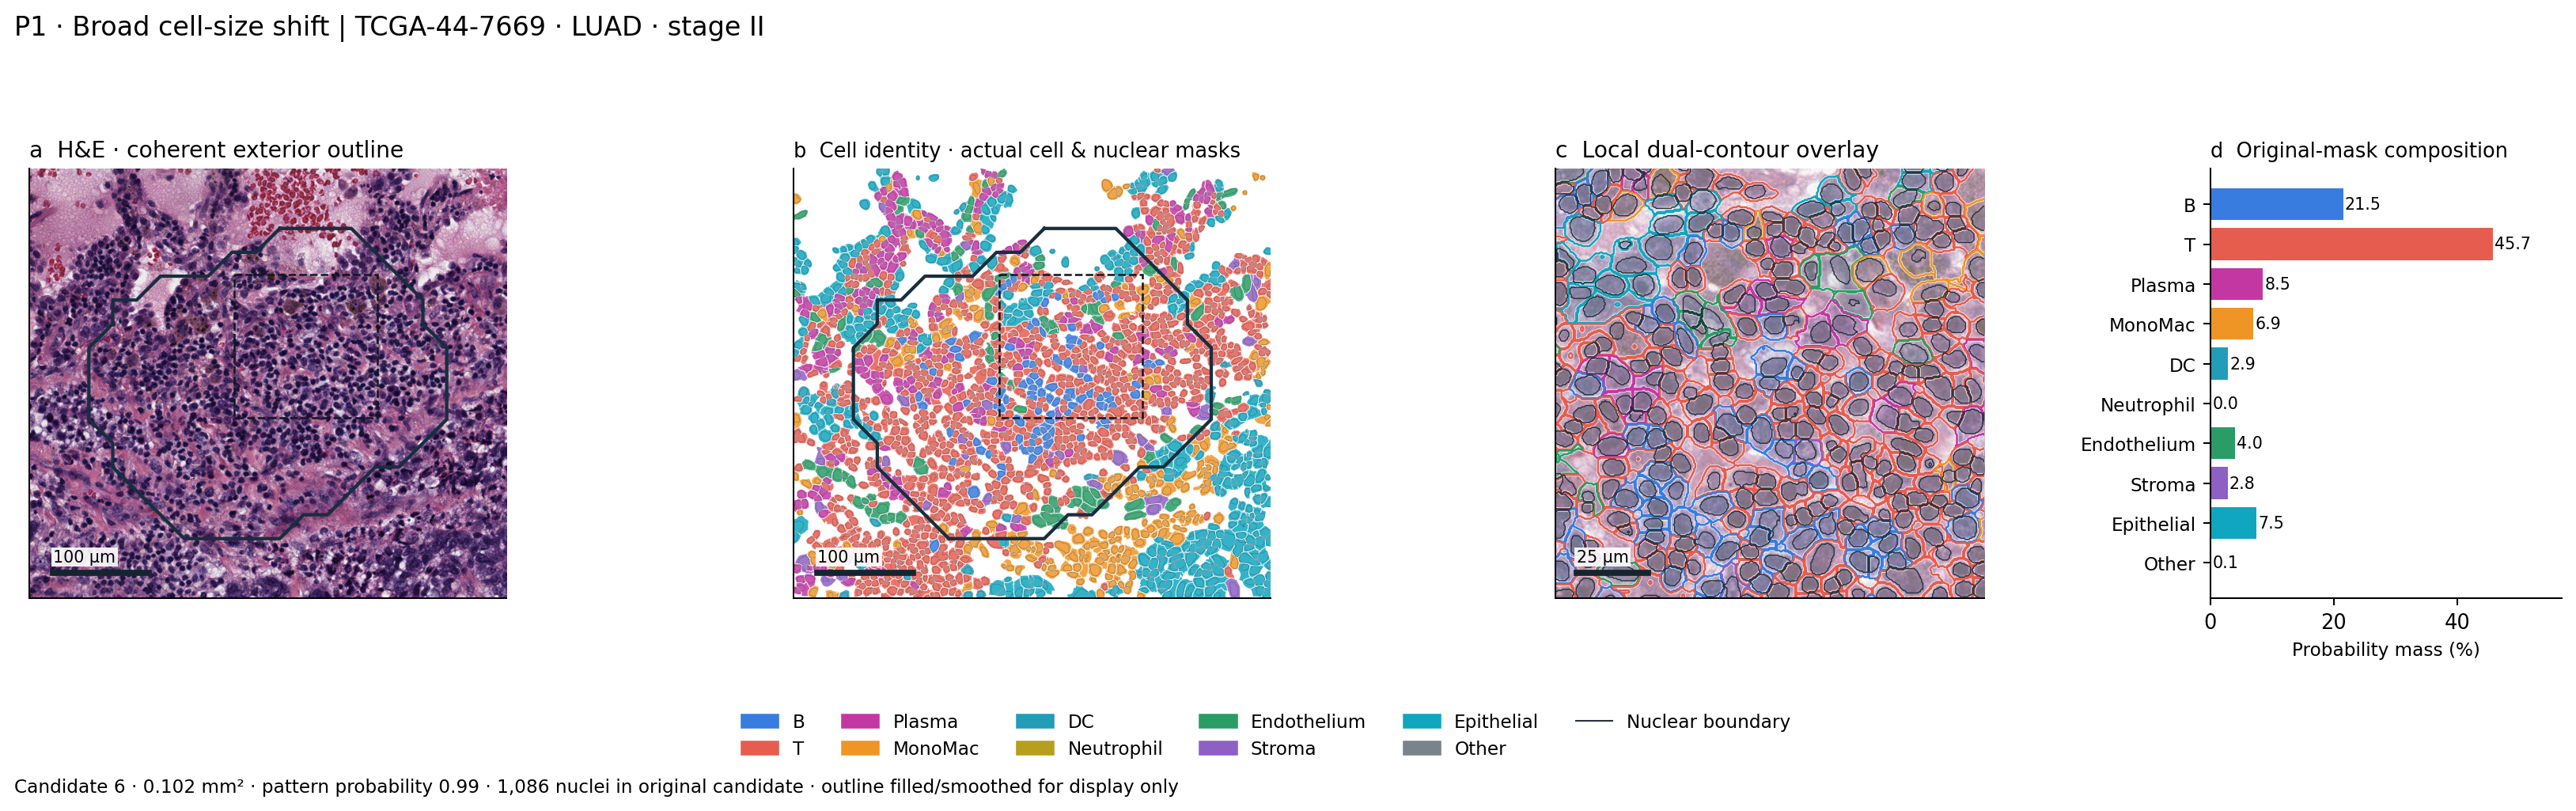 P1 · Broad cell-size shift | TCGA-44-7669 · LUAD · stage II
a H&E · coherent exterior outline
100 µm
b Cell identity · actual cell & nuclear masks
100 µm
c Local dual-contour overlay
25 µm
d Original-mask composition
B 21.5
T 45.7
Plasma 8.5
MonoMac 6.9
DC 2.9
Neutrophil 0.0
Endothelium 4.0
Stroma 2.8
Epithelial 7.5
Other 0.1
0 20 40
Probability mass (%)
B Plasma DC Endothelium Epithelial Nuclear boundary
T MonoMac Neutrophil Stroma Other
Candidate 6 · 0.102 mm² · pattern probability 0.99 · 1,086 nuclei in original candidate · outline filled/smoothed for display only